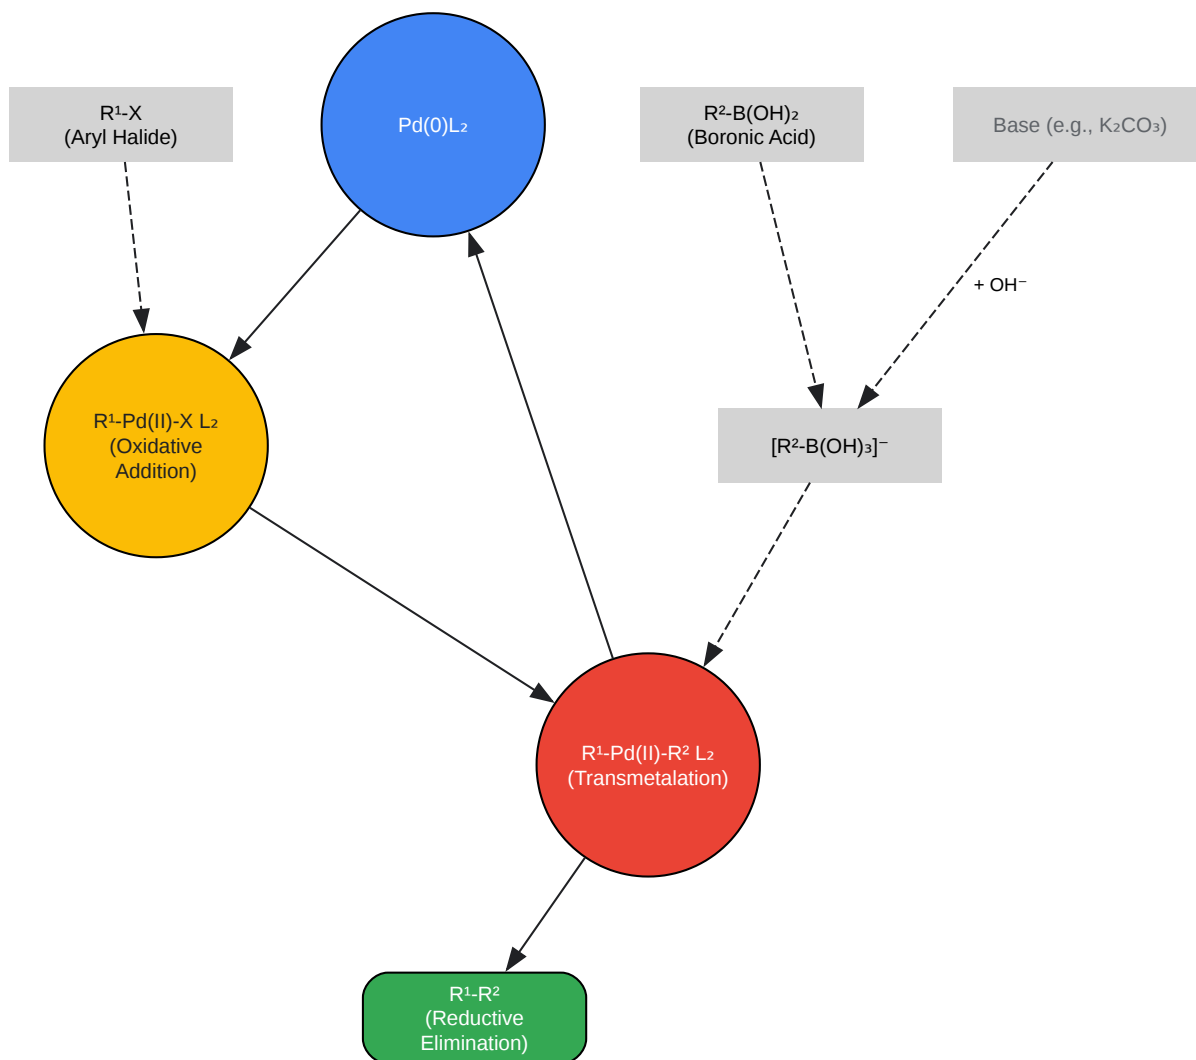 R¹-X
(Aryl Halide)
Pd(0)L₂
R²-B(OH)₂
(Boronic Acid)
Base (e.g., K₂CO₃)
+ OH⁻
R¹-Pd(II)-X L₂
(Oxidative
Addition)
[R²-B(OH)₃]⁻
R¹-Pd(II)-R² L₂
(Transmetalation)
R¹-R²
(Reductive
Elimination)